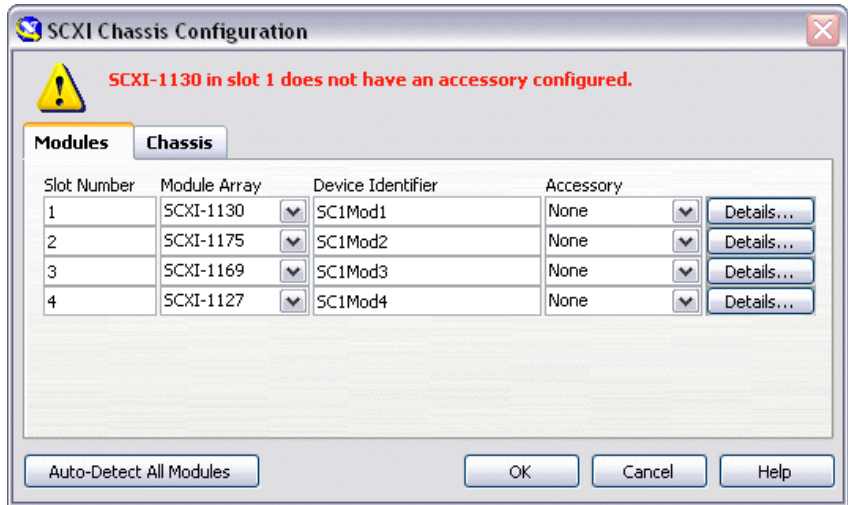 SCXI Chassis Configuration
SCXI-1130 in slot 1 does not have an accessory configured.
Modules Chassis
Slot Number Module Array Device Identifier Accessory
1 SCXI-1130 SC1Mod1 None Details...
2 SCXI-1175 SC1Mod2 None Details...
3 SCXI-1169 SC1Mod3 None Details...
4 SCXI-1127 SC1Mod4 None Details...
Auto-Detect All Modules OK Cancel Help